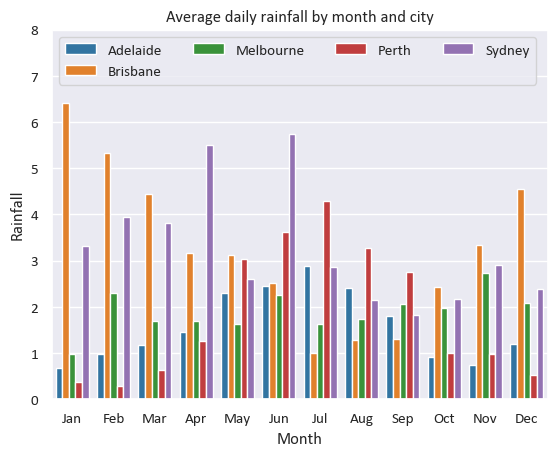 Average daily rainfall by month and city
Adelaide Melbourne Perth Sydney
Brisbane
8
7
6
5
4
3
2
1
0
Rainfall
Jan Feb Mar Apr May Jun Jul Aug Sep Oct Nov Dec
Month